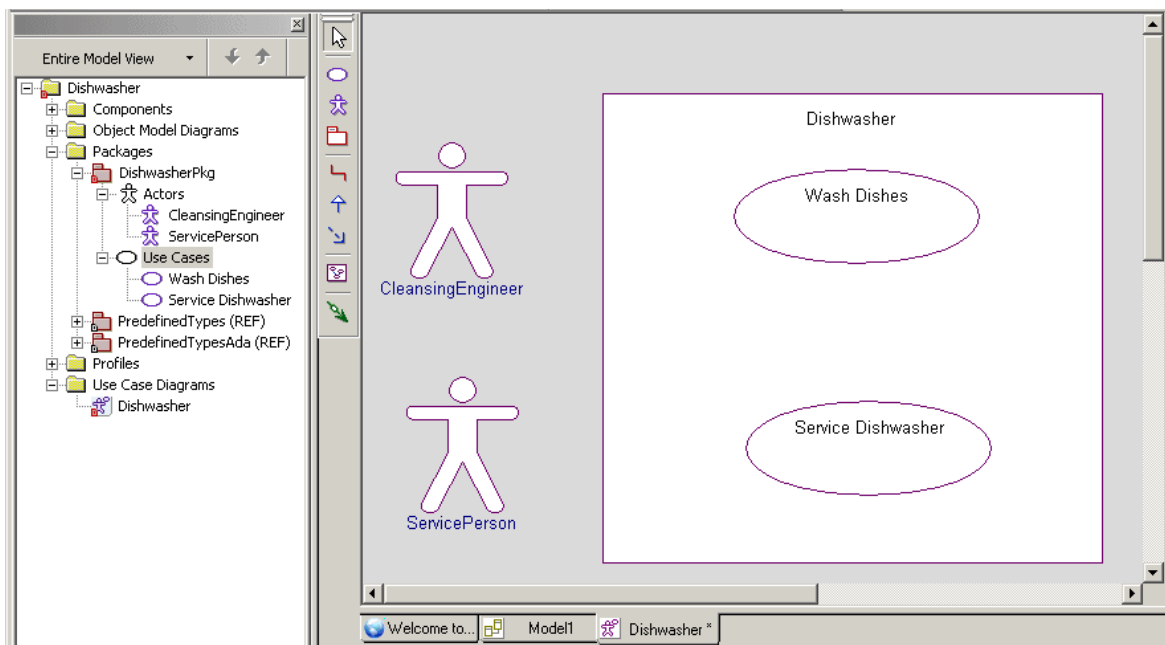 Entire Model View
Dishwasher
Components
Object Model Diagrams
Packages
DishwasherPkg
Actors
CleansingEngineer
ServicePerson
Use Cases
Wash Dishes
Service Dishwasher
PredefinedTypes (REF)
PredefinedTypesAda (REF)
Profiles
Use Case Diagrams
Dishwasher
Dishwasher
Wash Dishes
CleansingEngineer
Service Dishwasher
ServicePerson
Welcome to...
Model1
Dishwasher *